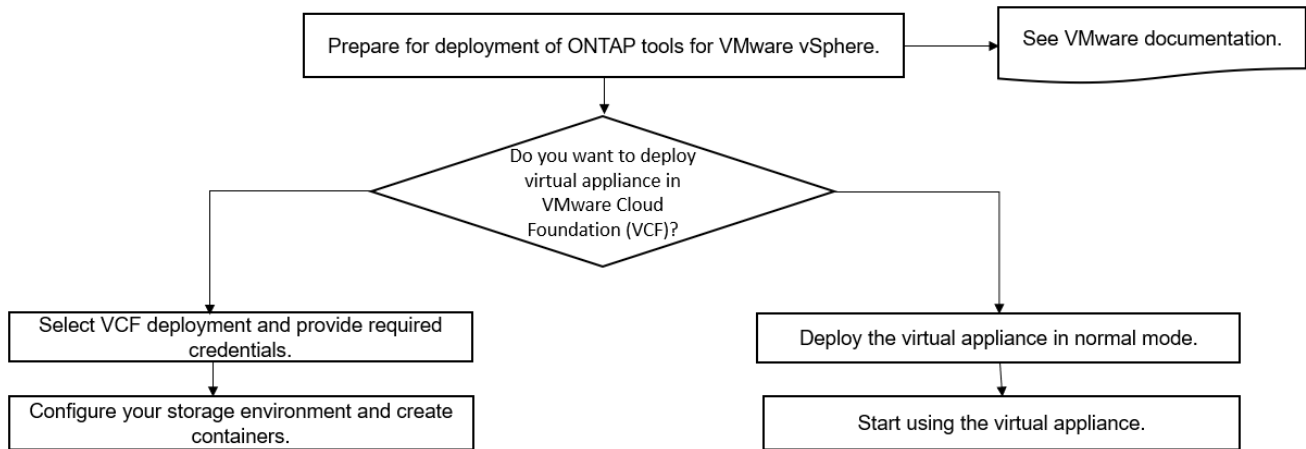 Prepare for deployment of ONTAP tools for VMware vSphere.
See VMware documentation.
Do you want to deploy
virtual appliance in
VMware Cloud
Foundation (VCF)?
Select VCF deployment and provide required
credentials.
Deploy the virtual appliance in normal mode.
Configure your storage environment and create
containers.
Start using the virtual appliance.